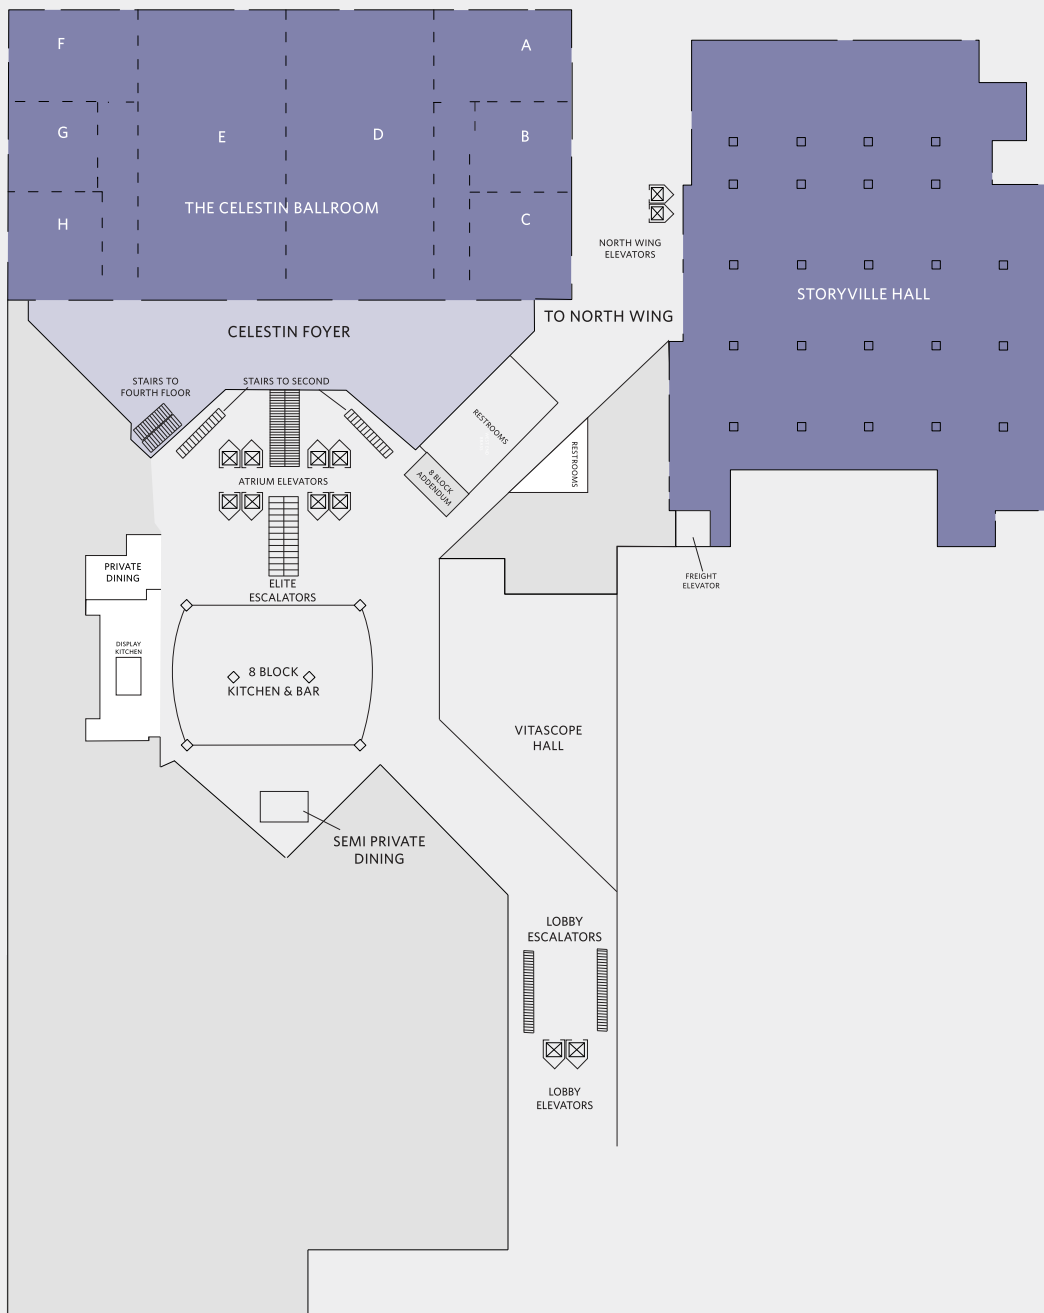 F
A
G
E
D
B
THE CELESTIN BALLROOM
H
C
NORTH WING
ELEVATORS
STORYVILLE HALL
TO NORTH WING
CELESTIN FOYER
STAIRS TO
FOURTH FLOOR
STAIRS TO SECOND
RESTROOMS
RESTROOMS
8 BLOCK
ADDENDUM
ATRIUM ELEVATORS
PRIVATE
DINING
ELITE
ESCALATORS
FREIGHT
ELEVATOR
DISPLAY
KITCHEN
8 BLOCK
KITCHEN & BAR
VITASCOPE
HALL
SEMI PRIVATE
DINING
LOBBY
ESCALATORS
LOBBY
ELEVATORS